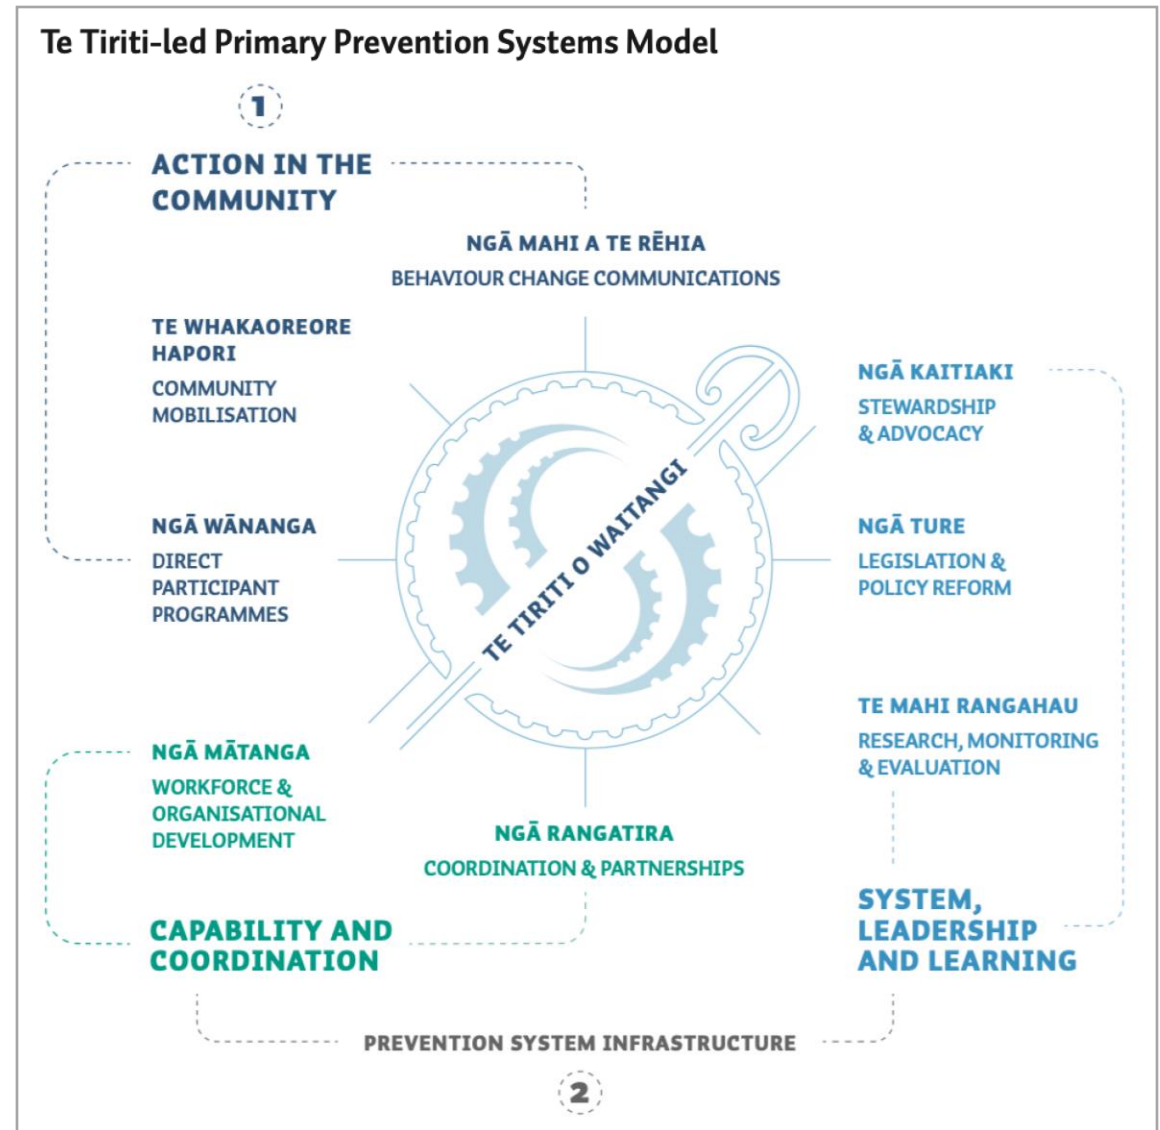 Te Tiriti-led Primary Prevention Systems Model
1
ACTION IN THE
COMMUNITY
NGĀ MAHI A TE RĒHIA
BEHAVIOUR CHANGE COMMUNICATIONS
TE WHAKAOREORE
HAPORI
COMMUNITY
MOBILISATION
NGĀ WĀNANGA
DIRECT
PARTICIPANT
PROGRAMMES
TE TIRITI O WAITANGI
NGĀ KAITIAKI
STEWARDSHIP
& ADVOCACY
NGĀ TURE
LEGISLATION &
POLICY REFORM
TE MAHI RANGAHAU
RESEARCH, MONITORING
& EVALUATION
NGĀ MĀTANGA
WORKFORCE &
ORGANISATIONAL
DEVELOPMENT
NGĀ RANGATIRA
COORDINATION & PARTNERSHIPS
CAPABILITY AND
COORDINATION
SYSTEM,
LEADERSHIP
AND LEARNING
PREVENTION SYSTEM INFRASTRUCTURE
2